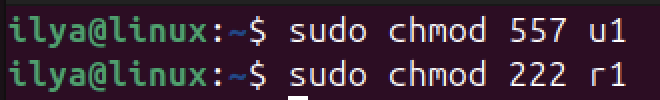 ilya@linux:~$ sudo chmod 557 u1
ilya@linux:~$ sudo chmod 222 r1